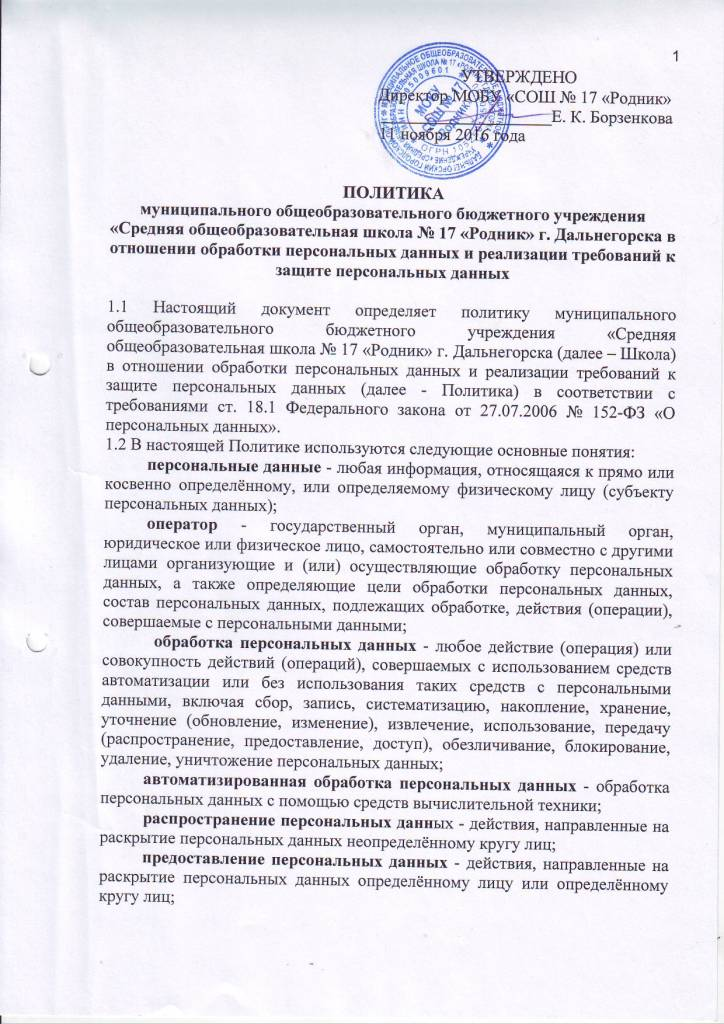 1
УТВЕРЖДЕНО
Директор МОБУ «СОШ № 17 «Родник»
Е. К. Борзенкова
11 ноября 2016 года
МОБУ
СОШ № 17
ПОЛИТИКА
муниципального общеобразовательного бюджетного учреждения
«Средняя общеобразовательная школа № 17 «Родник» г. Дальнегорска в
отношении обработки персональных данных и реализации требований к
защите персональных данных
1.1 Настоящий документ определяет политику муниципального
общеобразовательного бюджетного учреждения «Средняя
общеобразовательная школа № 17 «Родник» г. Дальнегорска (далее – Школа)
в отношении обработки персональных данных и реализации требований к
защите персональных данных (далее - Политика) в соответствии с
требованиями ст. 18.1 Федерального закона от 27.07.2006 № 152-ФЗ «О
персональных данных».
1.2 В настоящей Политике используются следующие основные понятия:
персональные данные - любая информация, относящаяся к прямо или
косвенно определённому, или определяемому физическому лицу (субъекту
персональных данных);
оператор - государственный орган, муниципальный орган,
юридическое или физическое лицо, самостоятельно или совместно с другими
лицами организующие и (или) осуществляющие обработку персональных
данных, а также определяющие цели обработки персональных данных,
состав персональных данных, подлежащих обработке, действия (операции),
совершаемые с персональными данными;
обработка персональных данных - любое действие (операция) или
совокупность действий (операций), совершаемых с использованием средств
автоматизации или без использования таких средств с персональными
данными, включая сбор, запись, систематизацию, накопление, хранение,
уточнение (обновление, изменение), извлечение, использование, передачу
(распространение, предоставление, доступ), обезличивание, блокирование,
удаление, уничтожение персональных данных;
автоматизированная обработка персональных данных - обработка
персональных данных с помощью средств вычислительной техники;
распространение персональных данных - действия, направленные на
раскрытие персональных данных неопределённому кругу лиц;
предоставление персональных данных - действия, направленные на
раскрытие персональных данных определённому лицу или определённому
кругу лиц;